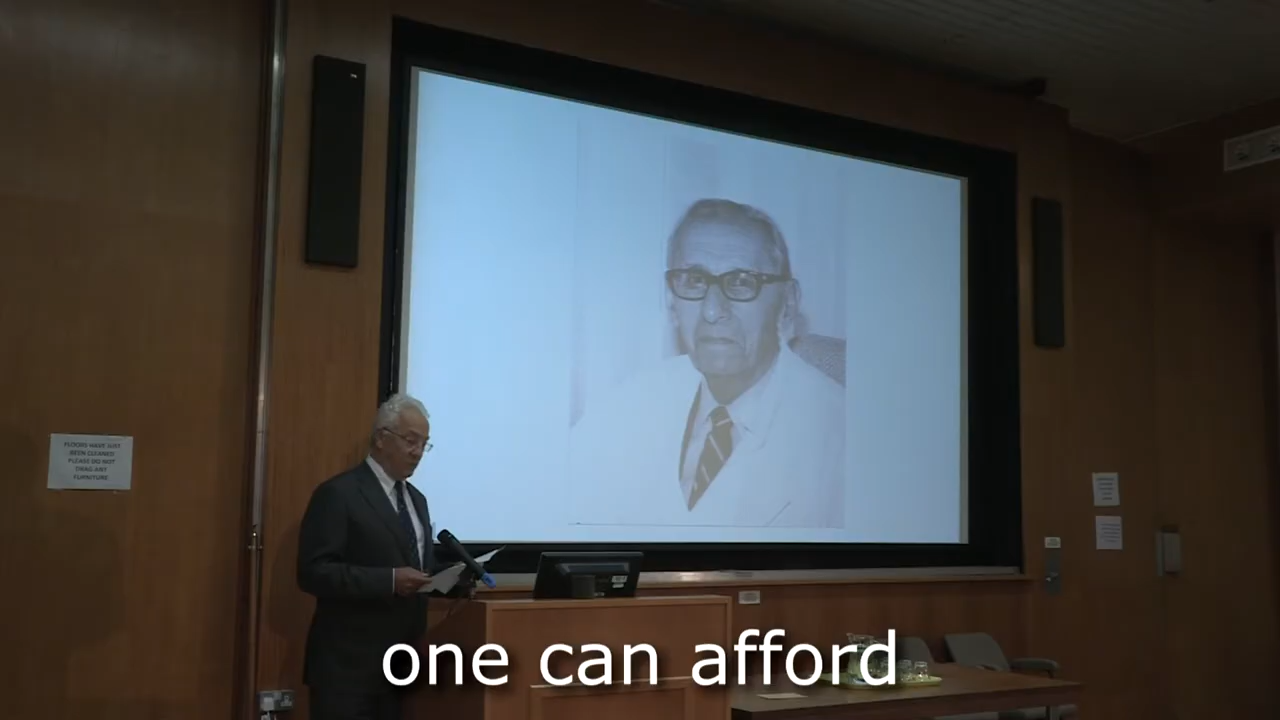 FLOORS HAVE JUST
BEEN CLEANED
PLEASE DO NOT
DRAG ANY
FURNITURE
one can afford